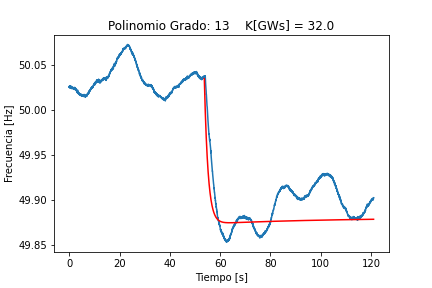 Polinomio Grado: 13    K[GWs] = 32.0
Frecuencia [Hz]
50.05
50.00
49.95
49.90
49.85
0 20 40 60 80 100 120
Tiempo [s]